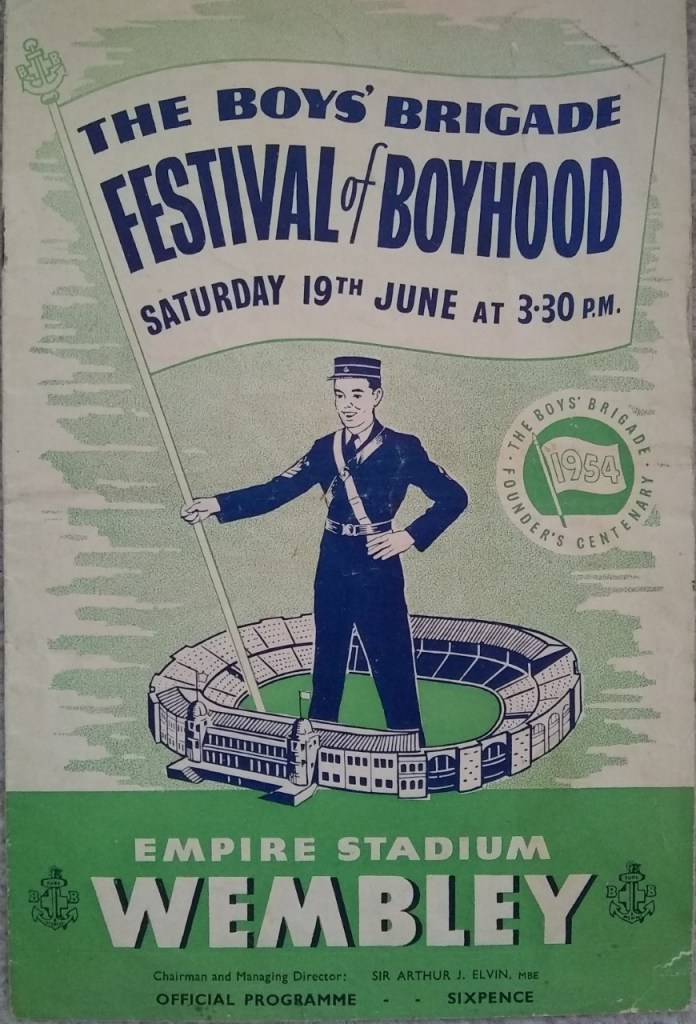 THE BOYS' BRIGADE
FESTIVAL of BOYHOOD
SATURDAY 19TH JUNE AT 3·30 P.M.
· THE BOYS' BRIGADE ·
1954
FOUNDER'S CENTENARY
EMPIRE STADIUM
WEMBLEY
B B
B B
Chairman and Managing Director: SIR ARTHUR J. ELVIN, MBE
OFFICIAL PROGRAMME - - SIXPENCE